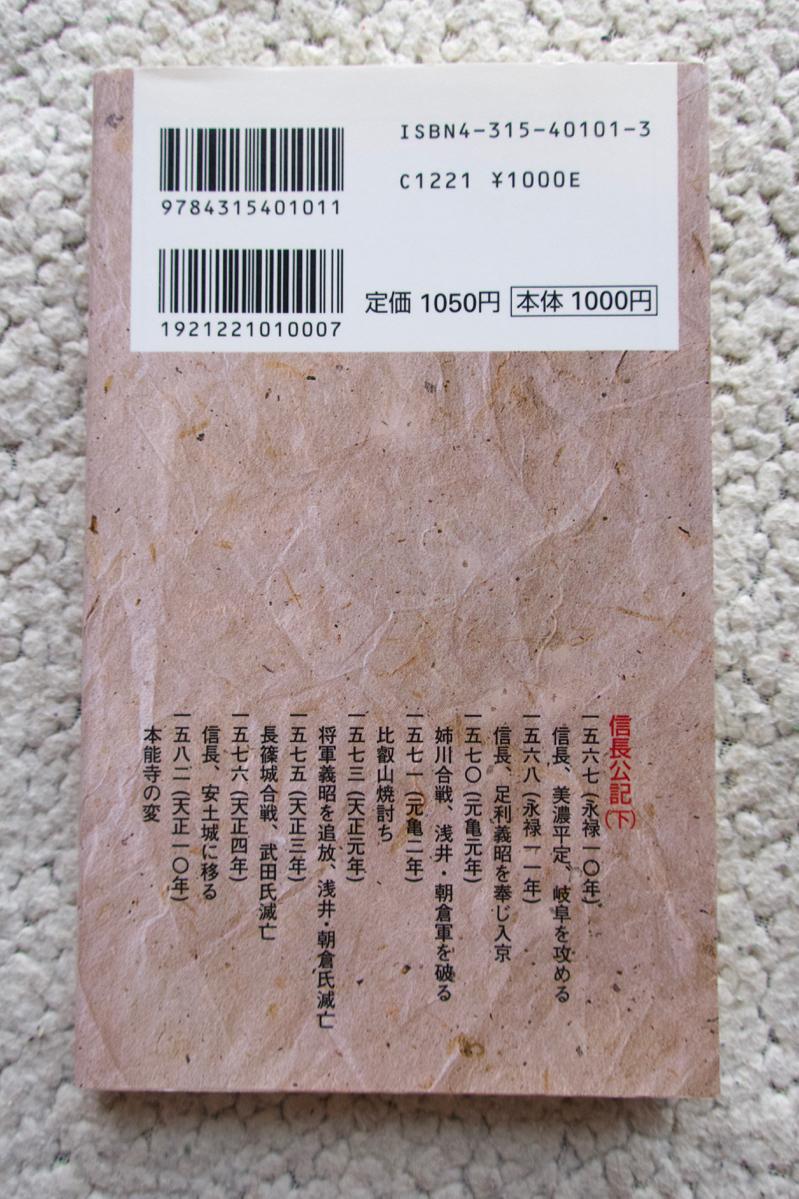 ISBN4-315-40101-3
C1221 ¥1000E
9784315401011
1921221010007
定価 1050円 本体 1000円
信長公記(下)
一五六七(永禄一〇年)
信長、美濃平定、岐阜を攻める
一五六八(永禄一一年)
信長、足利義昭を奉じ入京
一五七〇(元亀元年)
姉川合戦、浅井・朝倉軍を破る
一五七一(元亀二年)
比叡山焼討ち
一五七三(天正元年)
将軍義昭を追放、浅井・朝倉氏滅亡
一五七五(天正三年)
長篠城合戦、武田氏滅亡
一五七六(天正四年)
信長、安土城に移る
一五八二(天正一〇年)
本能寺の変